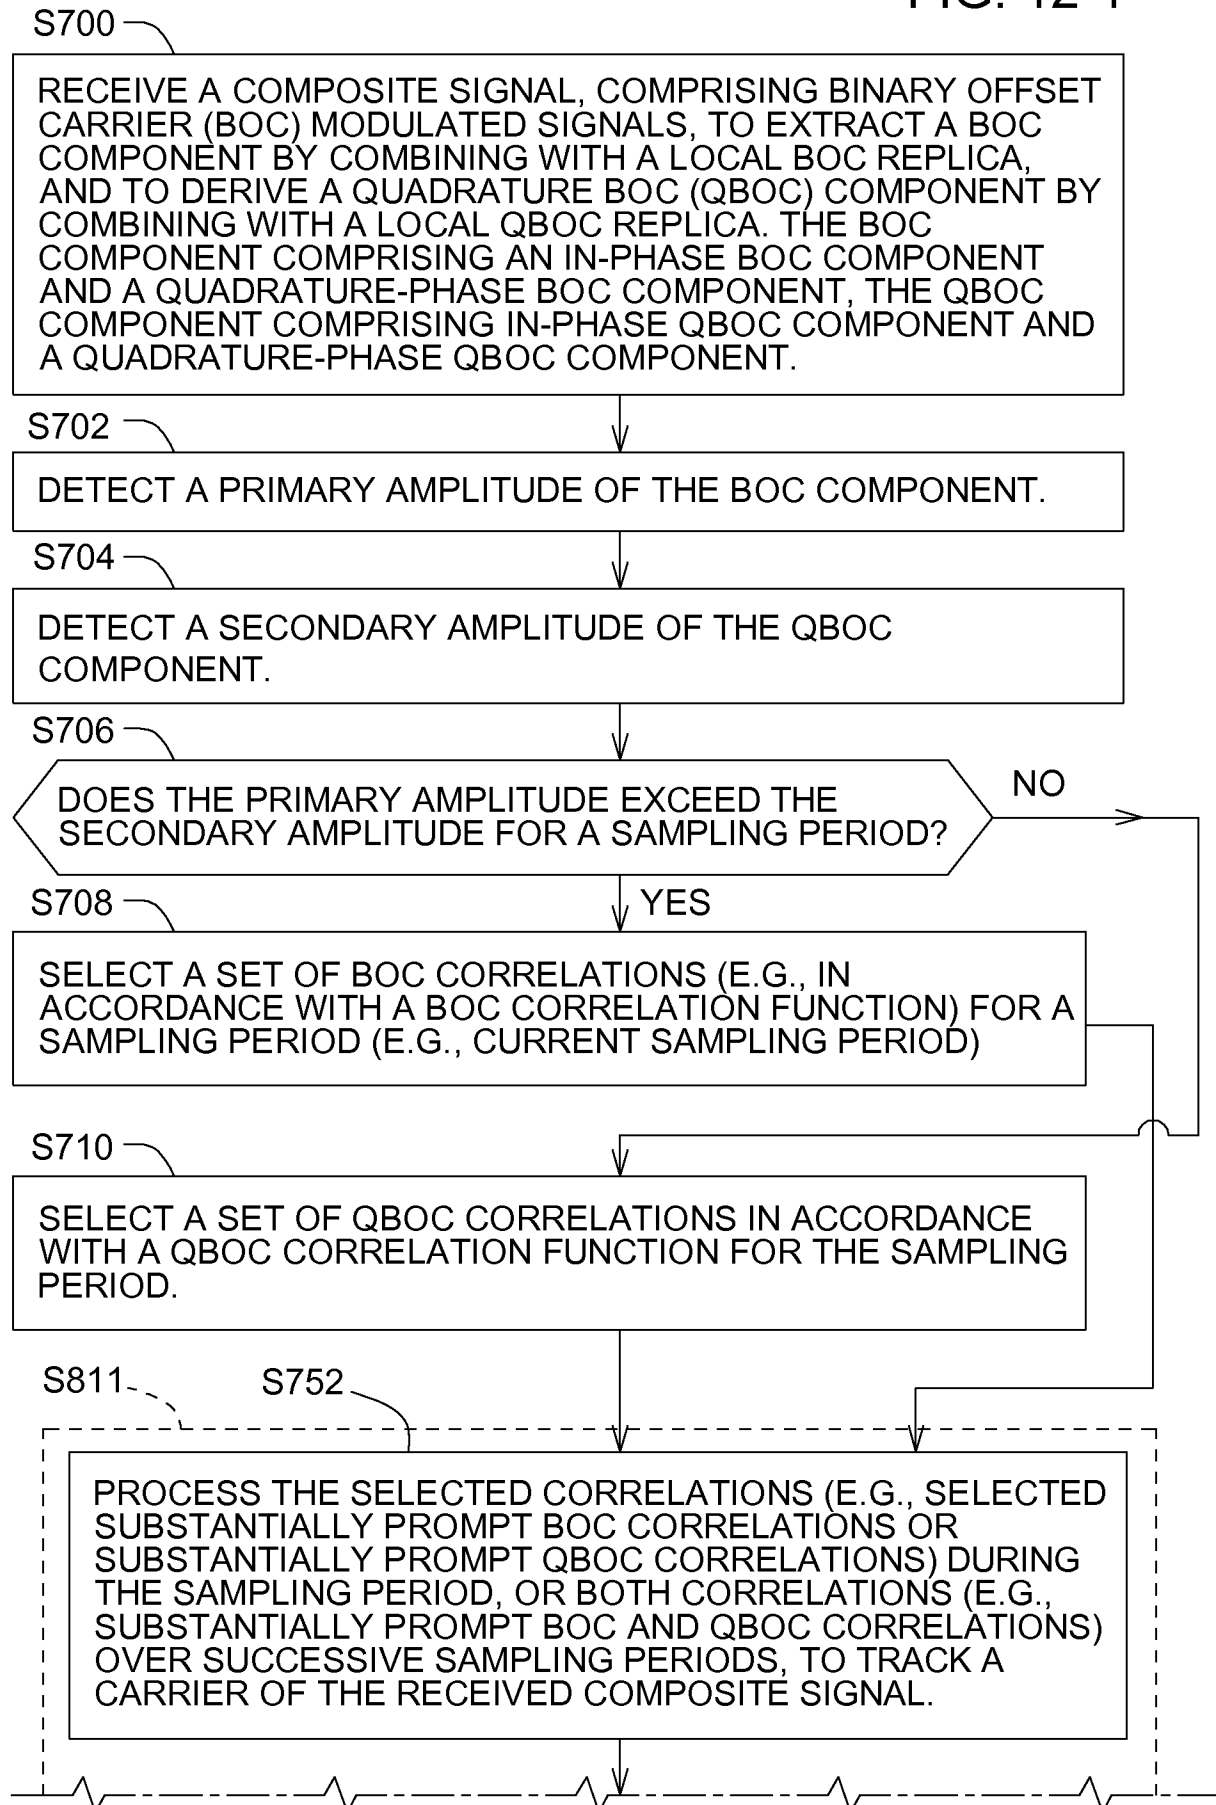 S700
RECEIVE A COMPOSITE SIGNAL, COMPRISING BINARY OFFSET
CARRIER (BOC) MODULATED SIGNALS, TO EXTRACT A BOC
COMPONENT BY COMBINING WITH A LOCAL BOC REPLICA,
AND TO DERIVE A QUADRATURE BOC (QBOC) COMPONENT BY
COMBINING WITH A LOCAL QBOC REPLICA. THE BOC
COMPONENT COMPRISING AN IN-PHASE BOC COMPONENT
AND A QUADRATURE-PHASE BOC COMPONENT, THE QBOC
COMPONENT COMPRISING IN-PHASE QBOC COMPONENT AND
A QUADRATURE-PHASE QBOC COMPONENT.
S702
DETECT A PRIMARY AMPLITUDE OF THE BOC COMPONENT.
S704
DETECT A SECONDARY AMPLITUDE OF THE QBOC
COMPONENT.
S706
DOES THE PRIMARY AMPLITUDE EXCEED THE
SECONDARY AMPLITUDE FOR A SAMPLING PERIOD?
NO
YES
S708
SELECT A SET OF BOC CORRELATIONS (E.G., IN
ACCORDANCE WITH A BOC CORRELATION FUNCTION) FOR A
SAMPLING PERIOD (E.G., CURRENT SAMPLING PERIOD)
S710
SELECT A SET OF QBOC CORRELATIONS IN ACCORDANCE
WITH A QBOC CORRELATION FUNCTION FOR THE SAMPLING
PERIOD.
S811
S752
PROCESS THE SELECTED CORRELATIONS (E.G., SELECTED
SUBSTANTIALLY PROMPT BOC CORRELATIONS OR
SUBSTANTIALLY PROMPT QBOC CORRELATIONS) DURING
THE SAMPLING PERIOD, OR BOTH CORRELATIONS (E.G.,
SUBSTANTIALLY PROMPT BOC AND QBOC CORRELATIONS)
OVER SUCCESSIVE SAMPLING PERIODS, TO TRACK A
CARRIER OF THE RECEIVED COMPOSITE SIGNAL.